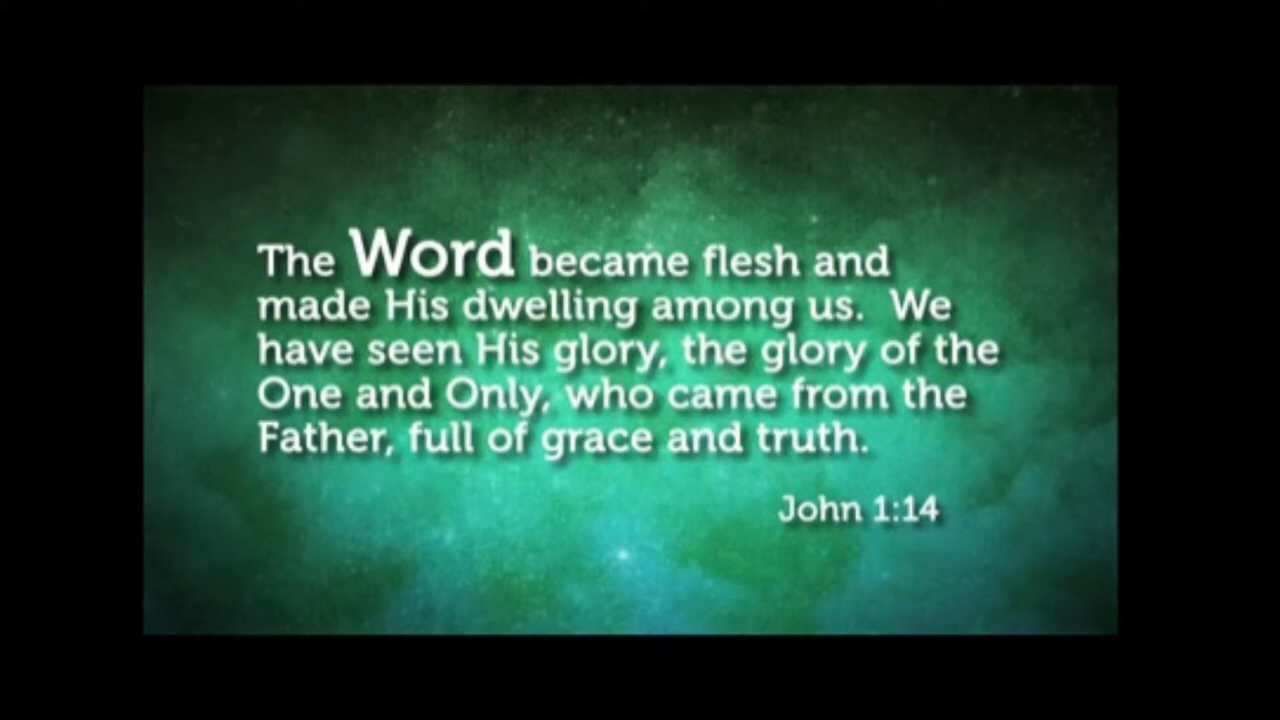 The Word became flesh and
made His dwelling among us.  We
have seen His glory, the glory of the
One and Only, who came from the
Father, full of grace and truth.
John 1:14